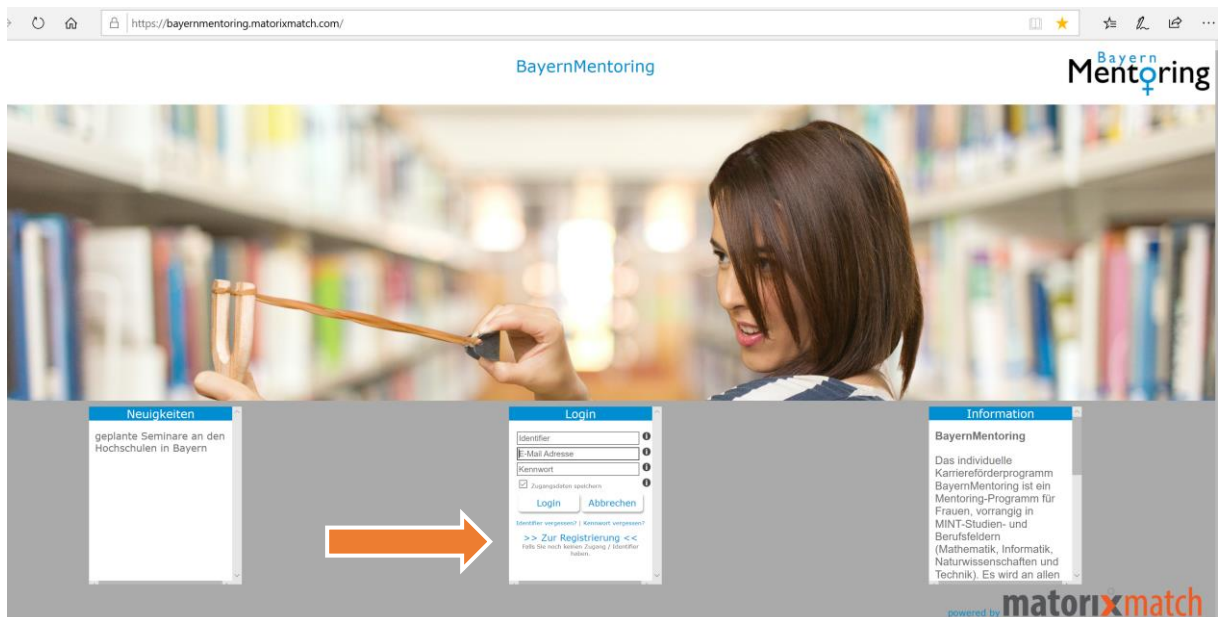 https://bayernmentoring.matorixmatch.com/
BayernMentoring
Bayern
Mentoring
Neuigkeiten
geplante Seminare an den
Hochschulen in Bayern
Login
Identifier
E-Mail Adresse
Kennwort
Zugangsdaten speichern
Login Abbrechen
Identifier vergessen? | Kennwort vergessen?
>> Zur Registrierung <<
Falls Sie noch keinen Zugang / Identifier
haben.
Information
BayernMentoring
Das individuelle
Karriereförderprogramm
BayernMentoring ist ein
Mentoring-Programm für
Frauen, vorrangig in
MINT-Studien- und
Berufsfeldern
(Mathematik, Informatik,
Naturwissenschaften und
Technik). Es wird an allen
powered by matorixmatch